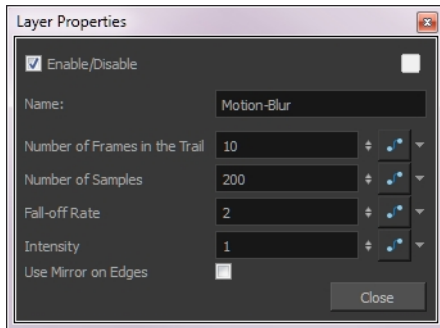 Layer Properties
Enable/Disable
Name: Motion-Blur
Number of Frames in the Trail 10
Number of Samples 200
Fall-off Rate 2
Intensity 1
Use Mirror on Edges
Close